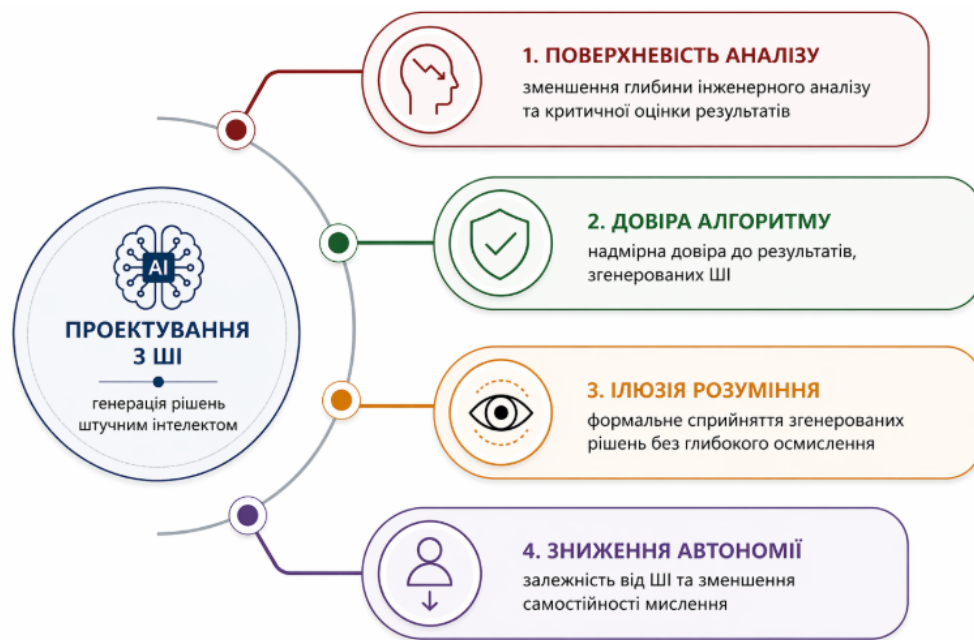 AI
ПРОЕКТУВАННЯ
З ШІ
генерація рішень
штучним інтелектом
1. ПОВЕРХНЕВІСТЬ АНАЛІЗУ
зменшення глибини інженерного аналізу
та критичної оцінки результатів
2. ДОВІРА АЛГОРИТМУ
надмірна довіра до результатів,
згенерованих ШІ
3. ІЛЮЗІЯ РОЗУМІННЯ
формальне сприйняття згенерованих
рішень без глибокого осмислення
4. ЗНИЖЕННЯ АВТОНОМІЇ
залежність від ШІ та зменшення
самостійності мислення